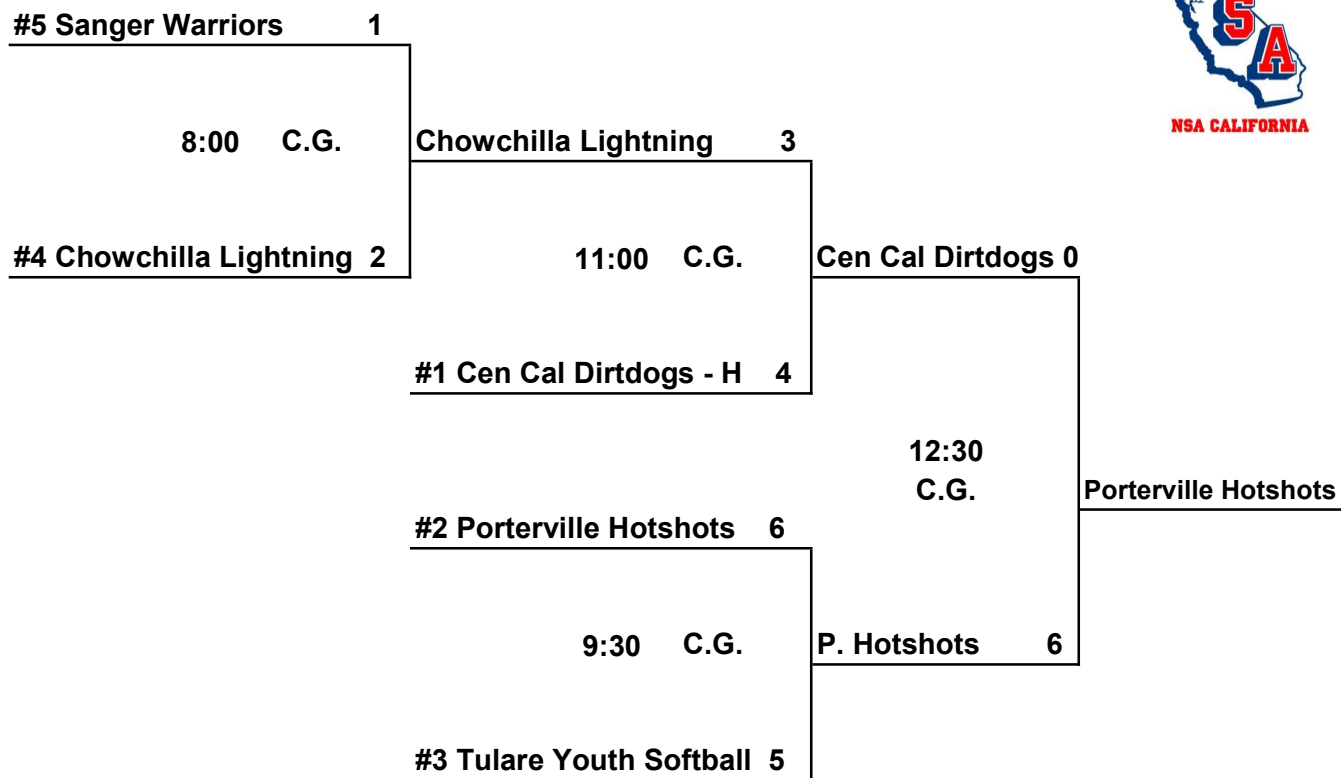 #5 Sanger Warriors 1
S
A
NSA CALIFORNIA
8:00 C.G.
Chowchilla Lightning 3
#4 Chowchilla Lightning 2
11:00 C.G.
Cen Cal Dirtdogs 0
#1 Cen Cal Dirtdogs - H 4
12:30
C.G.
Porterville Hotshots
#2 Porterville Hotshots 6
9:30 C.G.
P. Hotshots 6
#3 Tulare Youth Softball 5